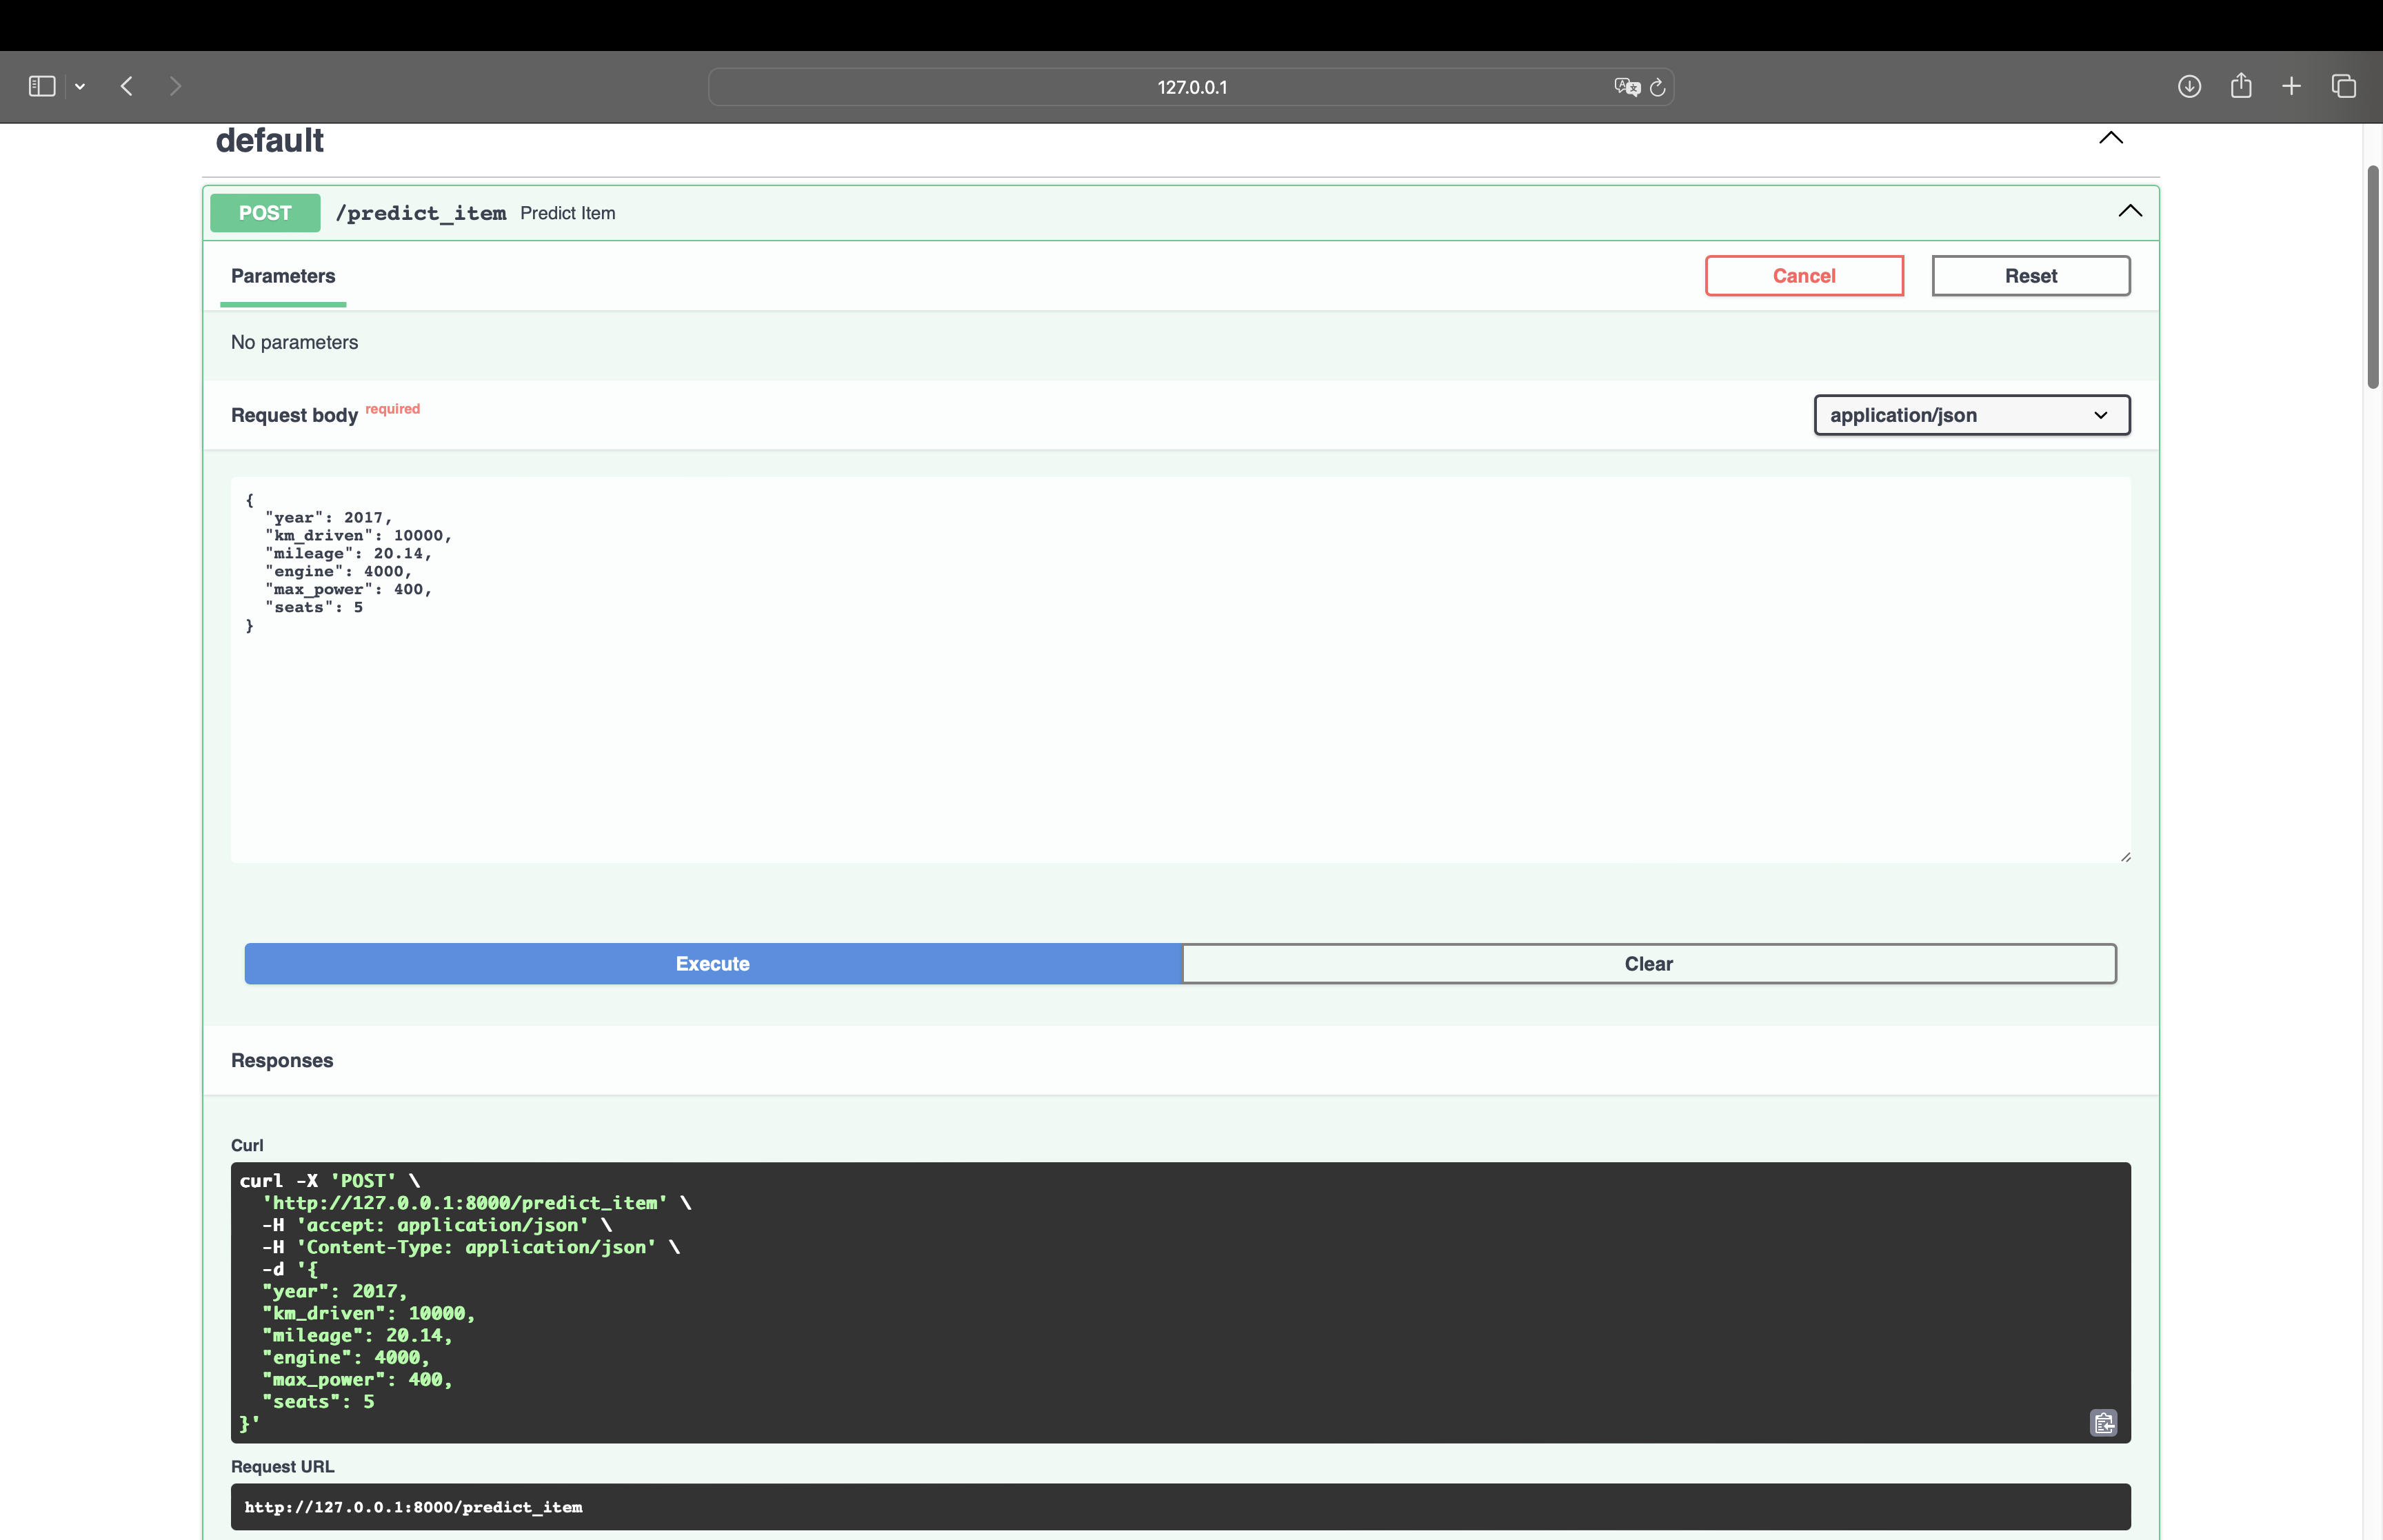 127.0.0.1
default
POST /predict_item Predict Item
Parameters
Cancel
Reset
No parameters
Request body required
application/json
{
  "year": 2017,
  "km_driven": 10000,
  "mileage": 20.14,
  "engine": 4000,
  "max_power": 400,
  "seats": 5
}
Execute
Clear
Responses
Curl
curl -X 'POST' \
  'http://127.0.0.1:8000/predict_item' \
  -H 'accept: application/json' \
  -H 'Content-Type: application/json' \
  -d '{
  "year": 2017,
  "km_driven": 10000,
  "mileage": 20.14,
  "engine": 4000,
  "max_power": 400,
  "seats": 5
}'
Request URL
http://127.0.0.1:8000/predict_item